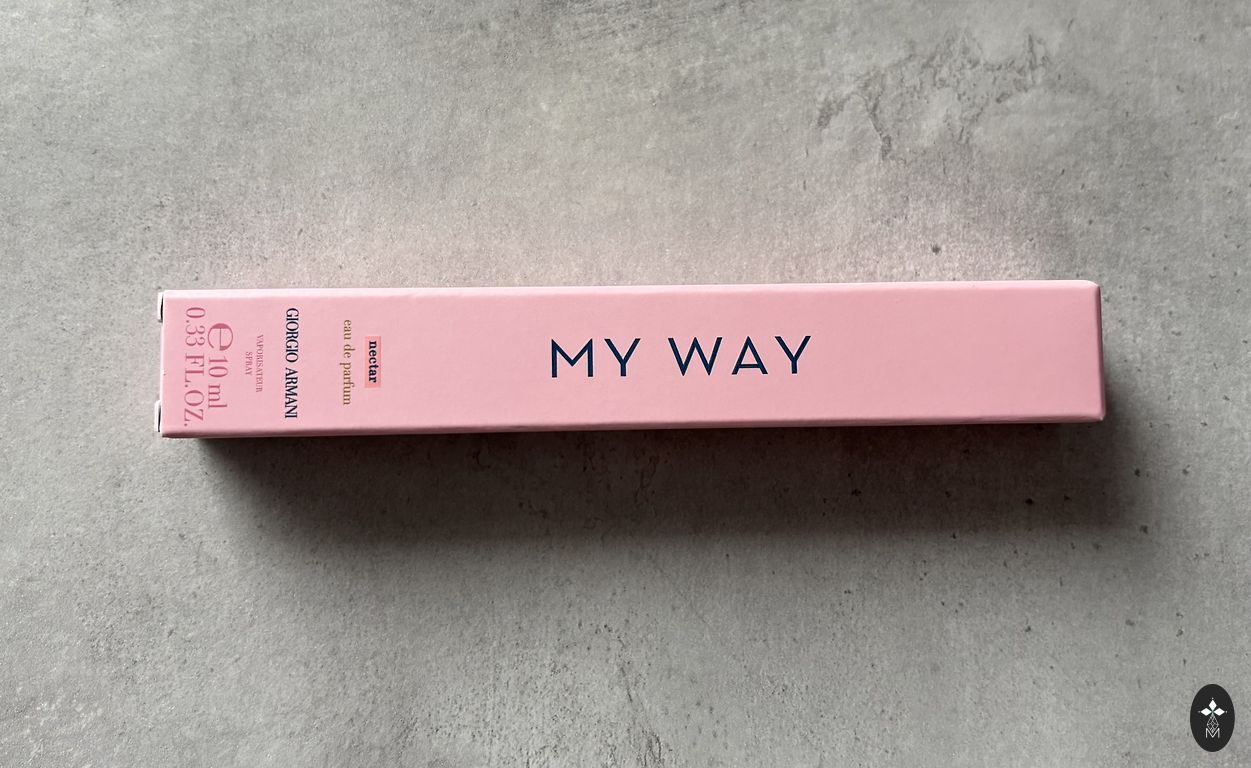 MY WAY
nectar
eau de parfum
GIORGIO ARMANI
VAPORISATEUR
SPRAY
℮ 10 ml
0.33 FL.OZ.
M